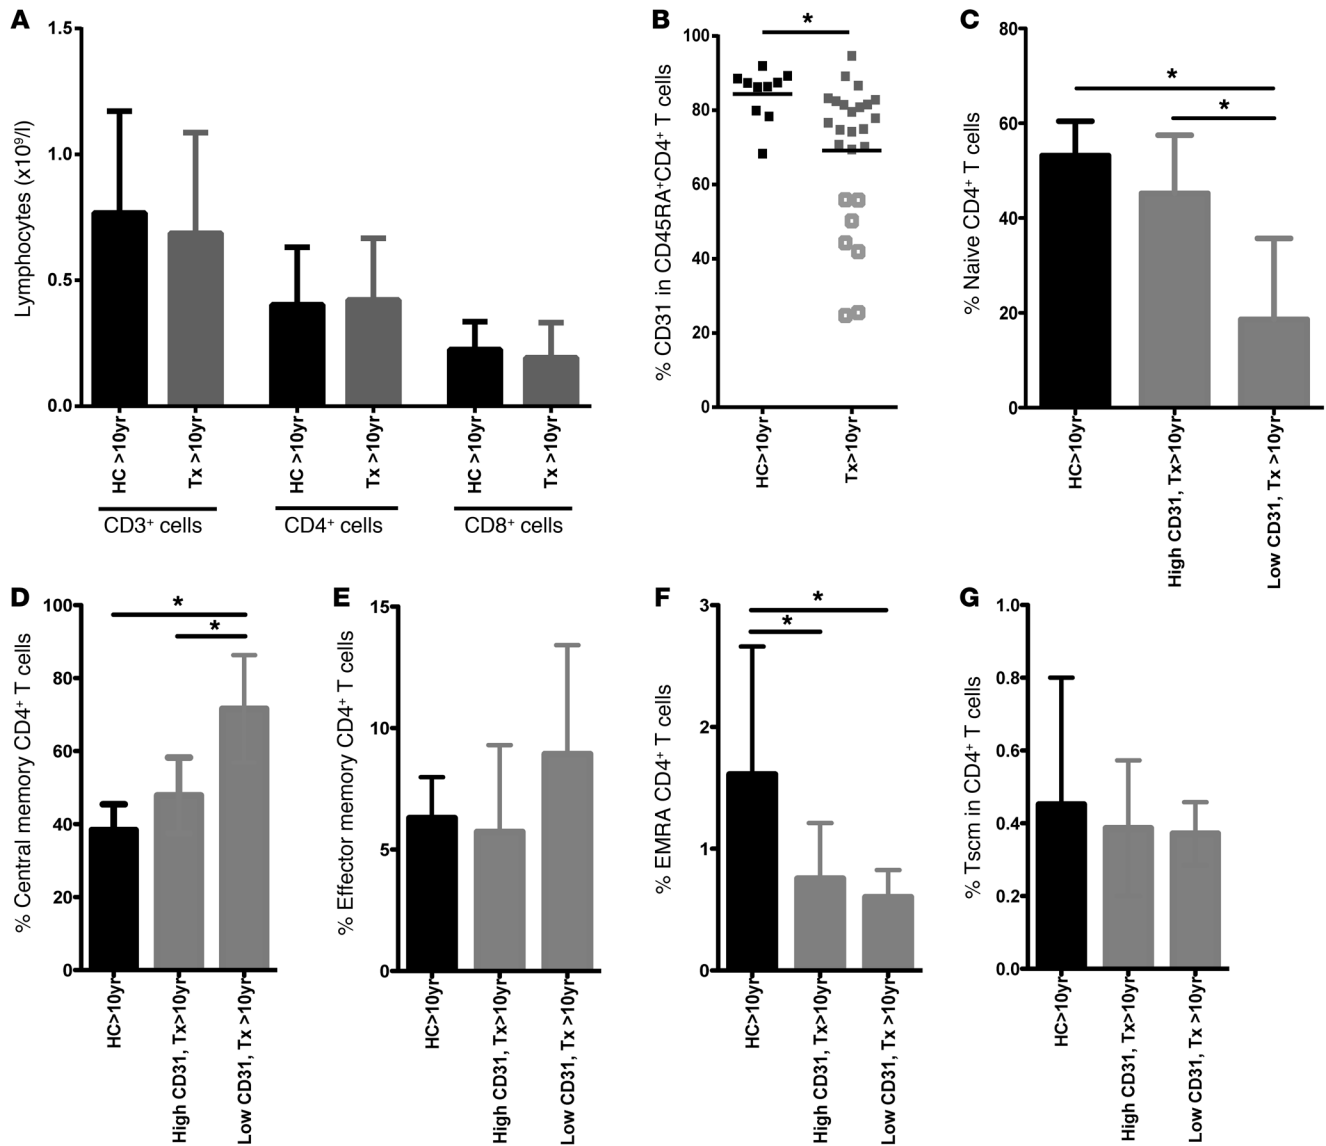 A
Lymphocytes (x10⁹/l)
1.5
1.0
0.5
0.0
HC >10yr
Tx >10yr
HC >10yr
Tx >10yr
HC >10yr
Tx >10yr
CD3⁺ cells
CD4⁺ cells
CD8⁺ cells
B
% CD31 in CD45RA⁺CD4⁺ T cells
100
80
60
40
20
0
*
HC>10yr
Tx>10yr
C
% Naive CD4⁺ T cells
80
60
40
20
0
*
*
HC>10yr
High CD31, Tx>10yr
Low CD31, Tx >10yr
D
% Central memory CD4⁺ T cells
100
80
60
40
20
0
*
*
HC>10yr
High CD31, Tx>10yr
Low CD31, Tx >10yr
E
% Effector memory CD4⁺ T cells
15
10
5
0
HC>10yr
High CD31, Tx>10yr
Low CD31, Tx >10yr
F
% EMRA CD4⁺ T cells
3
2
1
0
*
*
HC>10yr
High CD31, Tx>10yr
Low CD31, Tx >10yr
G
% Tscm in CD4⁺ T cells
1.0
0.8
0.6
0.4
0.2
0.0
HC>10yr
High CD31, Tx>10yr
Low CD31, Tx >10yr